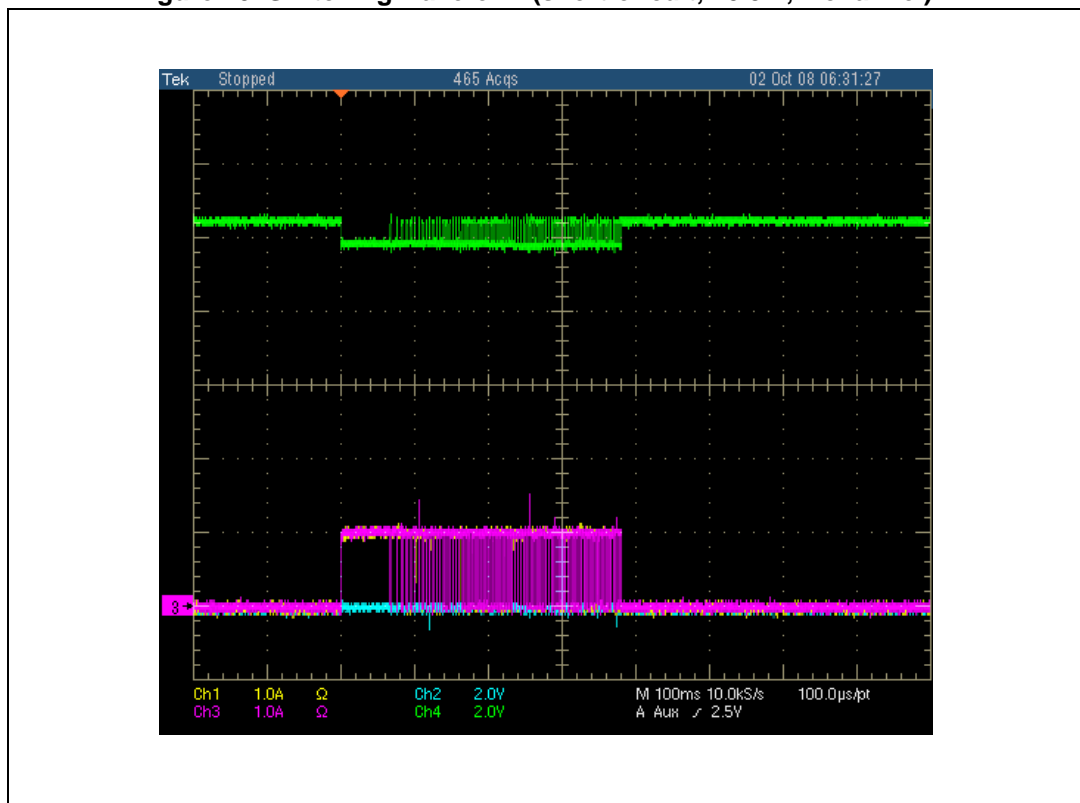 Tek Stopped 465 Acqs 02 Oct 08 06:31:27
3
Ch1 1.0A Ω Ch2 2.0V M 100ms 10.0kS/s 100.0µs/pt
Ch3 1.0A Ω Ch4 2.0V A Aux ⁄ 2.5V